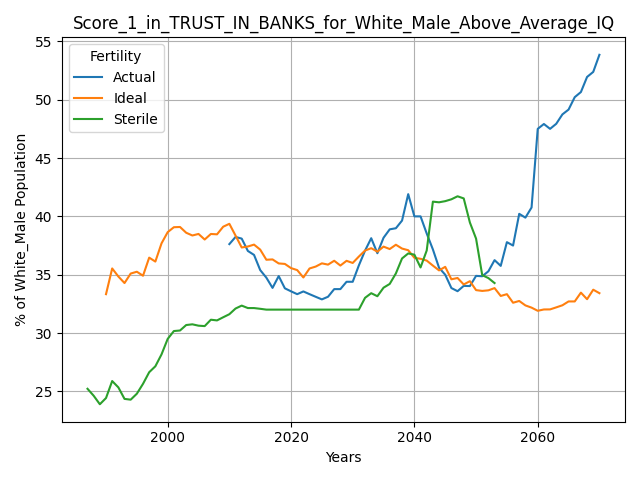 Score_1_in_TRUST_IN_BANKS_for_White_Male_Above_Average_IQ
Fertility
Actual
Ideal
Sterile
% of White_Male Population
55
50
45
40
35
30
25
2000
2020
2040
2060
Years